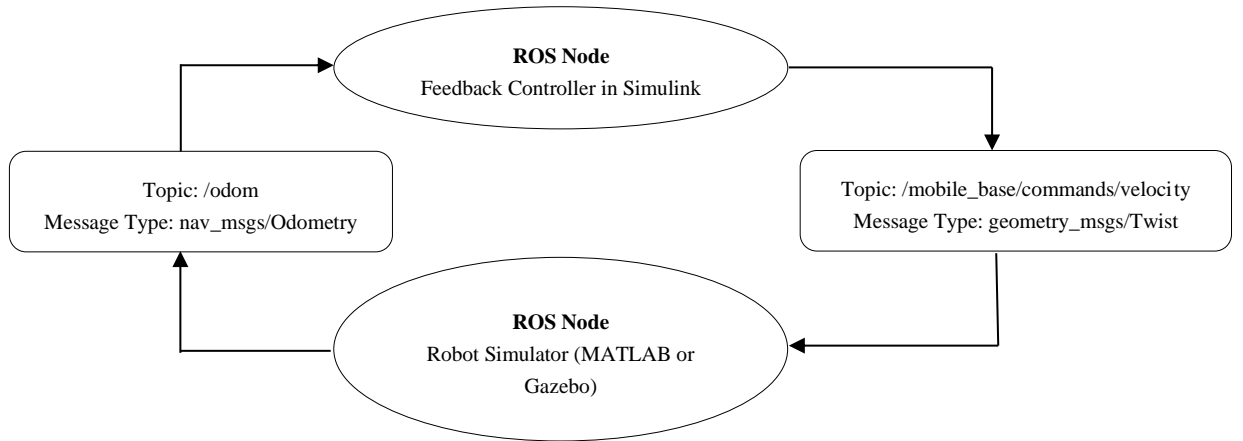 ROS Node
Feedback Controller in Simulink
Topic: /odom
Message Type: nav_msgs/Odometry
Topic: /mobile_base/commands/velocity
Message Type: geometry_msgs/Twist
ROS Node
Robot Simulator (MATLAB or
Gazebo)